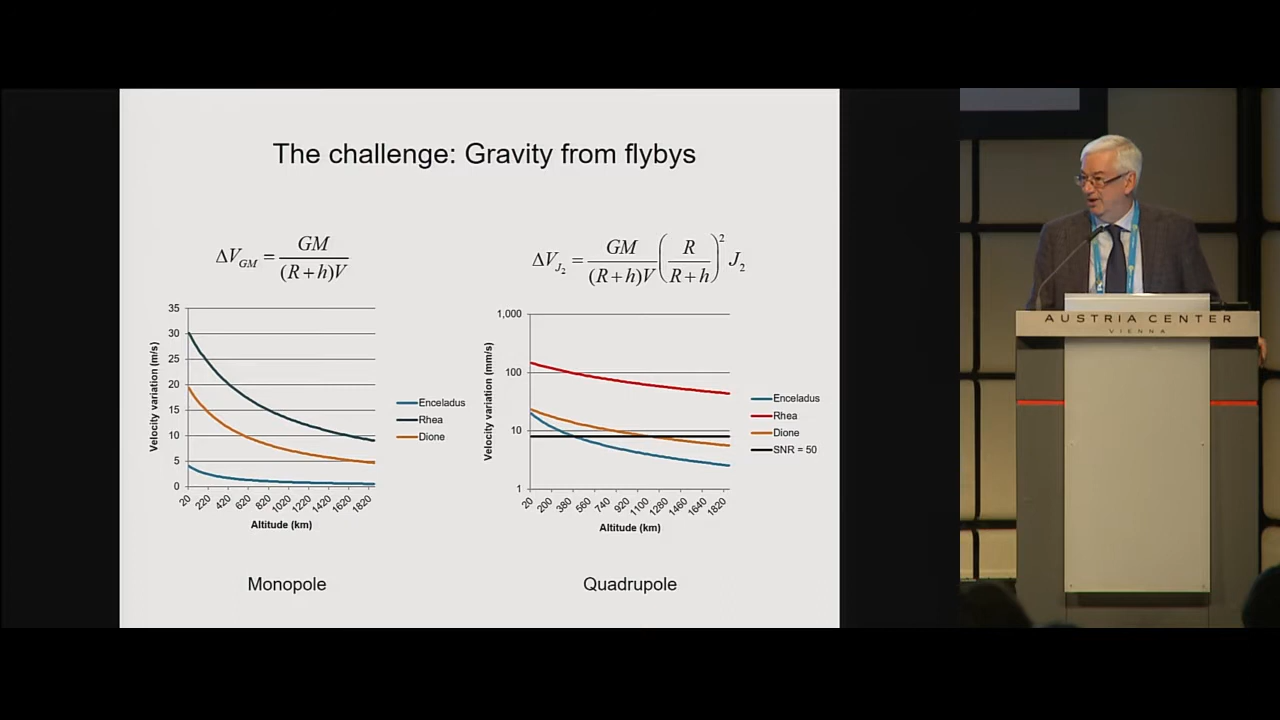 The challenge: Gravity from flybys
ΔV_GM = GM / (R + h)V
ΔV_J₂ = GM / (R + h)V (R / R + h)² J₂
35
30
25
20
15
10
5
0
Velocity variation (m/s)
20 220 420 620 820 1020 1220 1420 1620 1820
Altitude (km)
Enceladus
Rhea
Dione
Monopole
1,000
100
10
1
Velocity variation (mm/s)
20 200 380 560 740 920 1100 1280 1460 1640 1820
Altitude (km)
Enceladus
Rhea
Dione
SNR = 50
Quadrupole
AUSTRIA CENTER
VIENNA